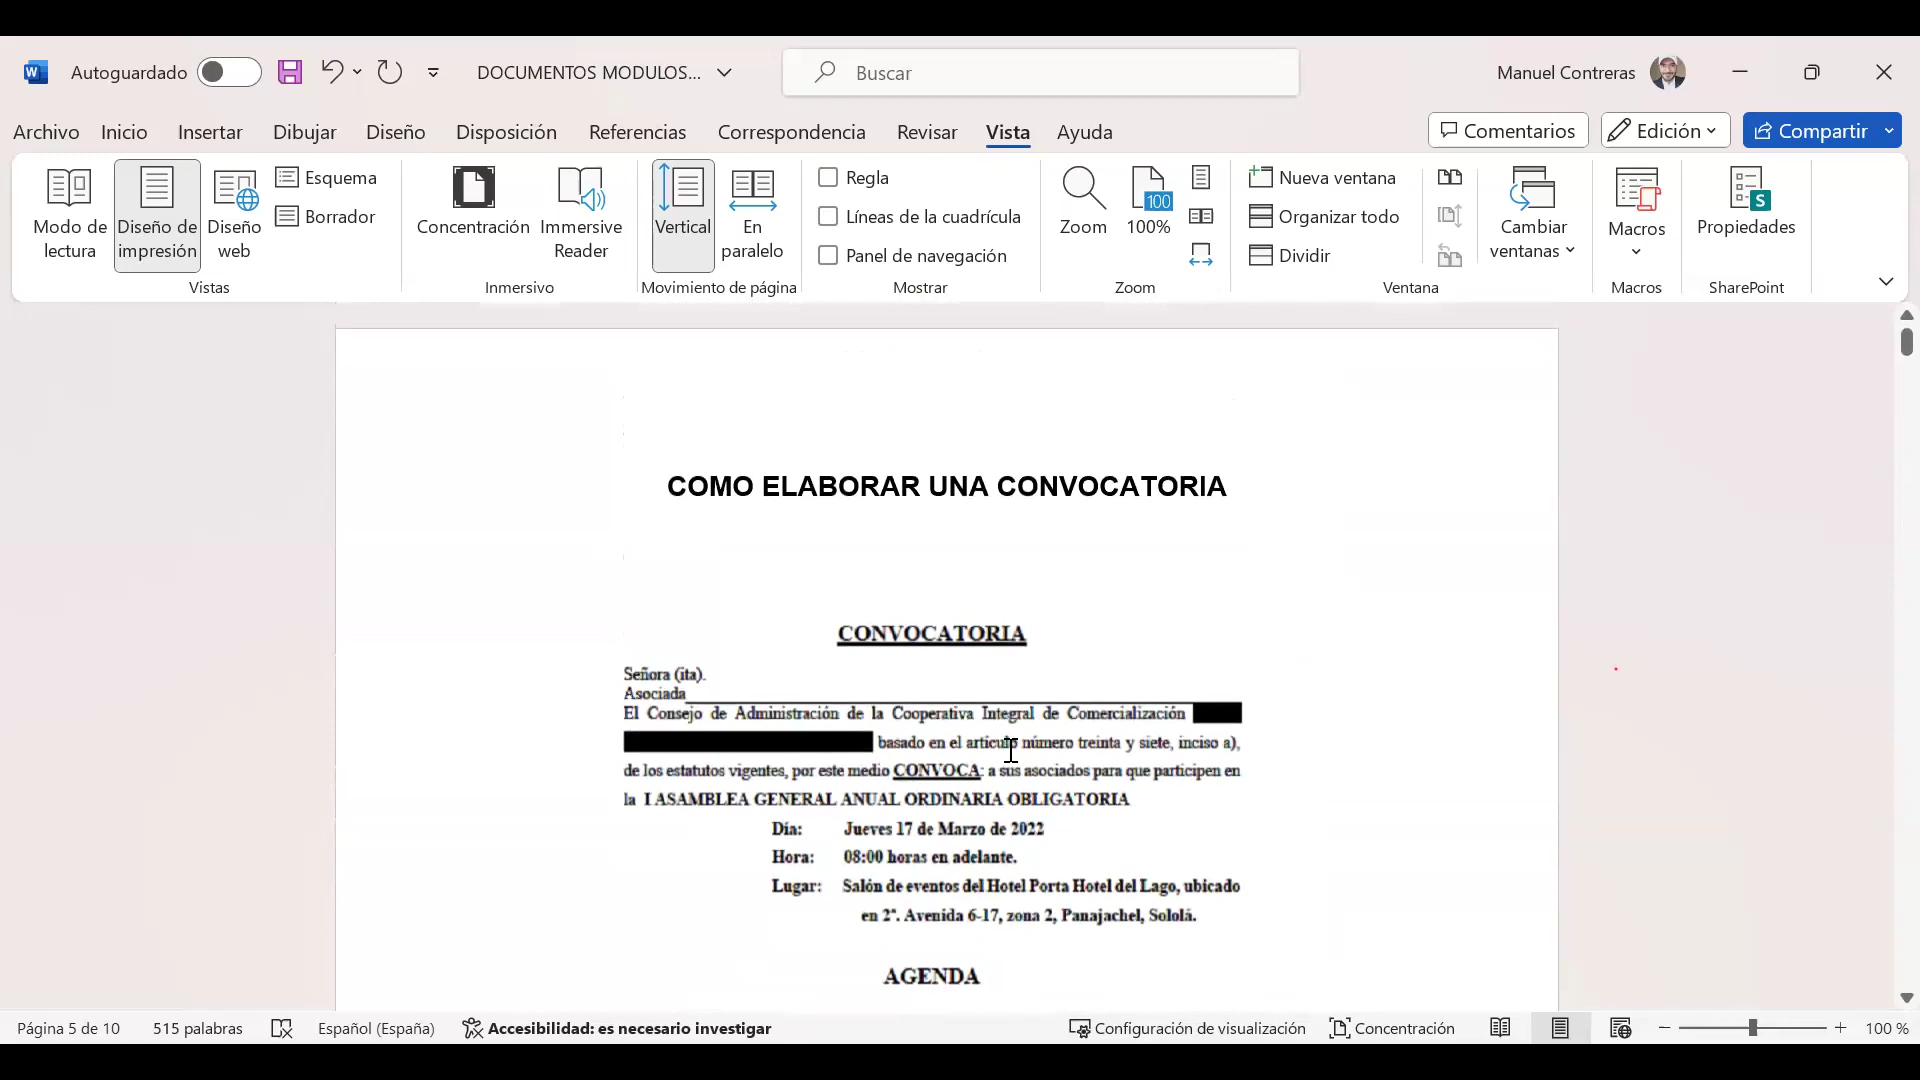 Autoguardado
DOCUMENTOS MODULOS...
Buscar
Manuel Contreras
Archivo Inicio Insertar Dibujar Diseño Disposición Referencias Correspondencia Revisar Vista Ayuda
Comentarios Edición Compartir
Modo de lectura
Diseño de impresión
Diseño web
Esquema
Borrador
Vistas
Concentración
Immersive Reader
Inmersivo
Vertical
En paralelo
Movimiento de página
Regla
Líneas de la cuadrícula
Panel de navegación
Mostrar
Zoom
100
100%
Zoom
Nueva ventana
Organizar todo
Dividir
Cambiar ventanas
Ventana
Macros
Macros
S
Propiedades
SharePoint
COMO ELABORAR UNA CONVOCATORIA
CONVOCATORIA
Señora (ita).
Asociada
El Consejo de Administración de la Cooperativa Integral de Comercialización
basado en el artículo número treinta y siete, inciso a),
de los estatutos vigentes, por este medio CONVOCA: a sus asociados para que participen en
la I ASAMBLEA GENERAL ANUAL ORDINARIA OBLIGATORIA
Día: Jueves 17 de Marzo de 2022
Hora: 08:00 horas en adelante.
Lugar: Salón de eventos del Hotel Porta Hotel del Lago, ubicado
en 2ª. Avenida 6-17, zona 2, Panajachel, Sololá.
AGENDA
Página 5 de 10 515 palabras Español (España) Accesibilidad: es necesario investigar Configuración de visualización Concentración 100 %